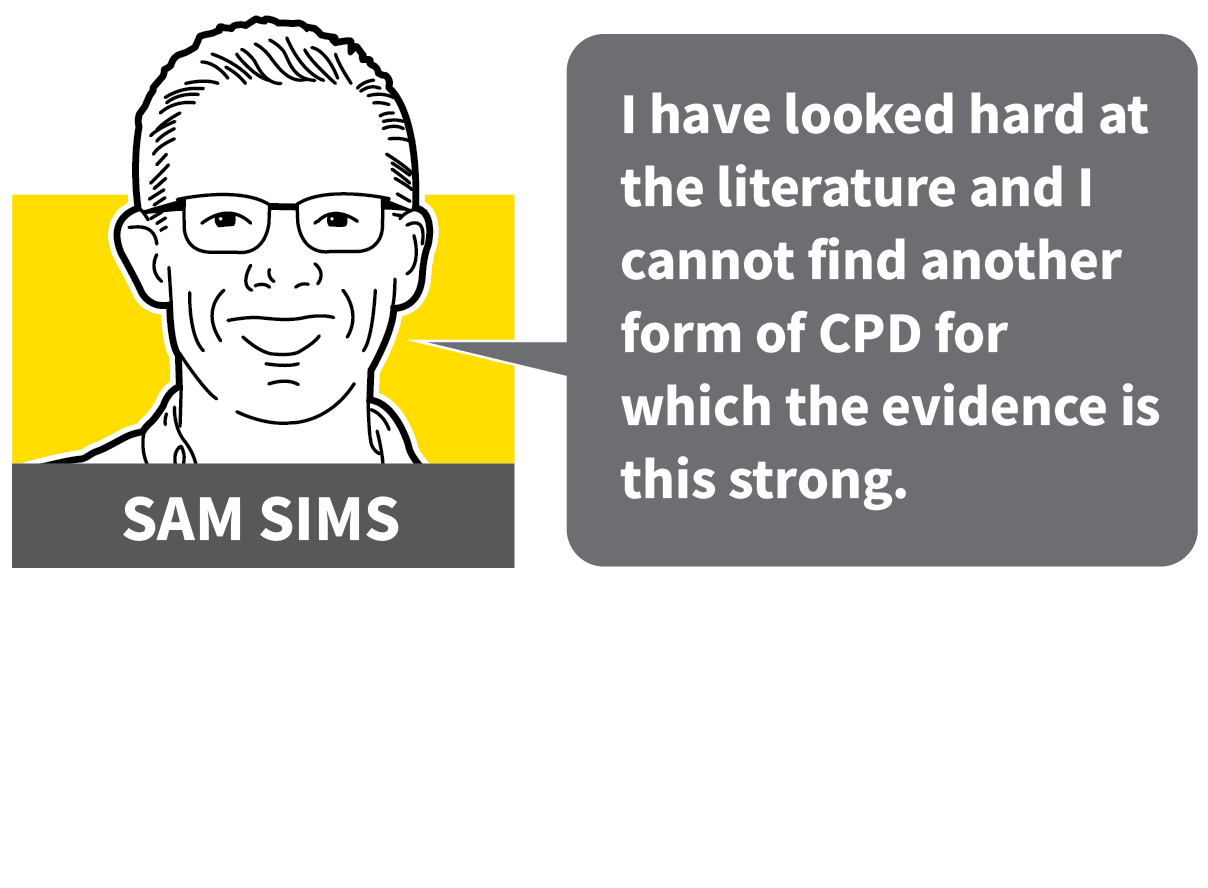 I have looked hard at
the literature and I
cannot find another
form of CPD for
which the evidence is
this strong.
SAM SIMS